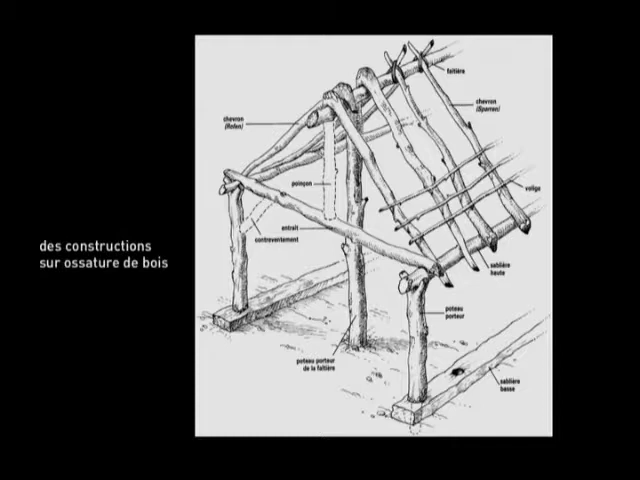 faîtière
chevron
(Sparren)
chevron
(Rofen)
poinçon
volige
entrait
contreventement
des constructions
sur ossature de bois
sablière
haute
poteau
porteur
poteau porteur
de la faîtière
sablière
basse